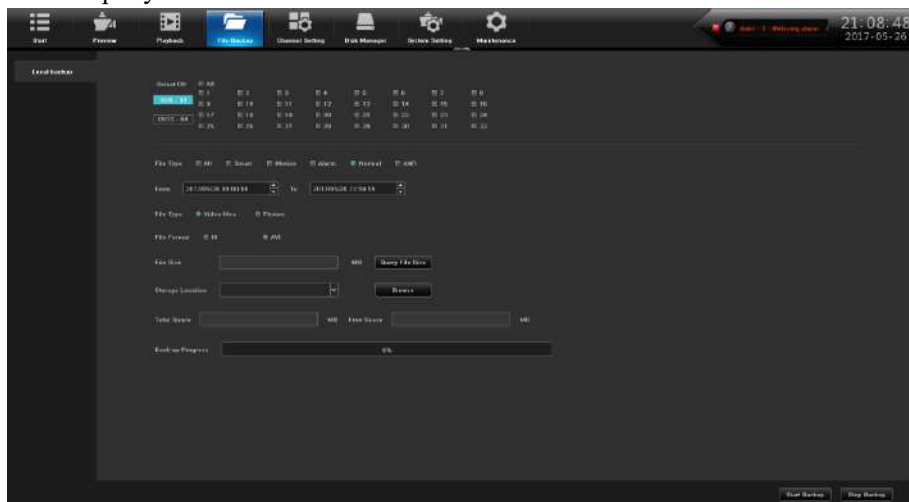 21:08:48
Start Preview Playback File Backup Channel Setting Disk Manager System Setting Maintenance
2017-05-26
Local Backup
Select CH All
1 2 3 4 5 6 7 8
9 10 11 12 13 14 15 16
17 18 19 20 21 22 23 24
25 26 27 28 29 30 31 32
File Type All Smart Motion Alarm Normal
From To
File Type Video files Picture
File Format AVI
File Size MB Query File Size
Storage Location Browse
Total Space MB Free Space MB
Backup Progress 0%
Start Backup Stop Backup